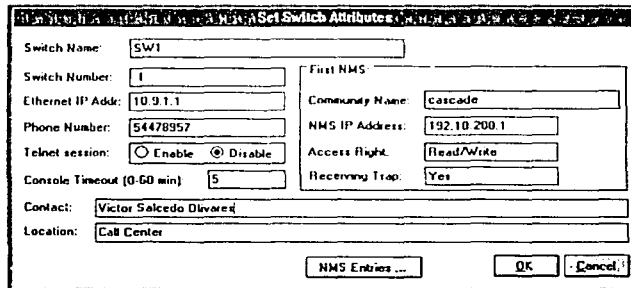 Set Switch Attributes
Switch Name: SW1
Switch Number: 1
Ethernet IP Addr: 10.9.1.1
Phone Number: 54478957
Telnet session: Enable Disable
Console Timeout (0-60 min): 5
First NMS:
Community Name: cascade
NMS IP Address: 192.10.200.1
Access Right: Read/Write
Receiving Trap: Yes
Contact: Victor Salcedo Olivares
Location: Call Center
NMS Entries ... OK Cancel